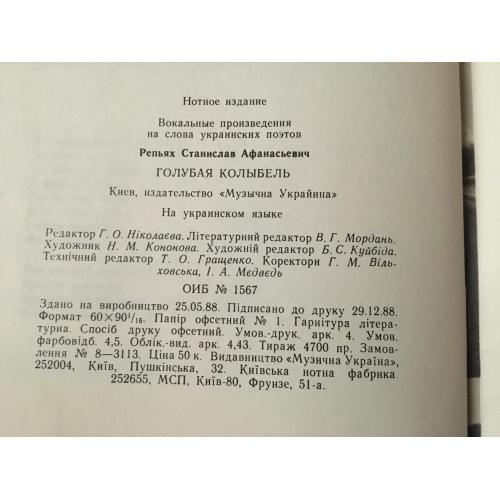 Нотное издание
Вокальные произведения
на слова украинских поэтов
Репьях Станислав Афанасьевич
ГОЛУБАЯ КОЛЫБЕЛЬ
Киев, издательство «Музычна Украйина»
На украинском языке
Редактор Г. О. Ніколаєва. Літературний редактор В. Г. Мордань.
Художник Н. М. Кононова. Художній редактор Б. С. Куйбіда.
Технічний редактор Т. О. Гращенко. Коректори Г. М. Віль-
ховська, І. А. Мєдвєдь
ОИБ № 1567
Здано на виробництво 25.05.88. Підписано до друку 29.12.88.
Формат 60×90¹/₁₆. Папір офсетний № 1. Гарнітура літера-
турна. Спосіб друку офсетний. Умов.-друк. арк. 4. Умов.
фарбовідб. 4,5. Облік.-вид. арк. 4,43. Тираж 4700 пр. Замов-
лення № 8—3113. Ціна 50 к. Видавництво «Музична Україна»,
252004, Київ, Пушкінська, 32. Київська нотна фабрика
252655, МСП, Київ-80, Фрунзе, 51-а.